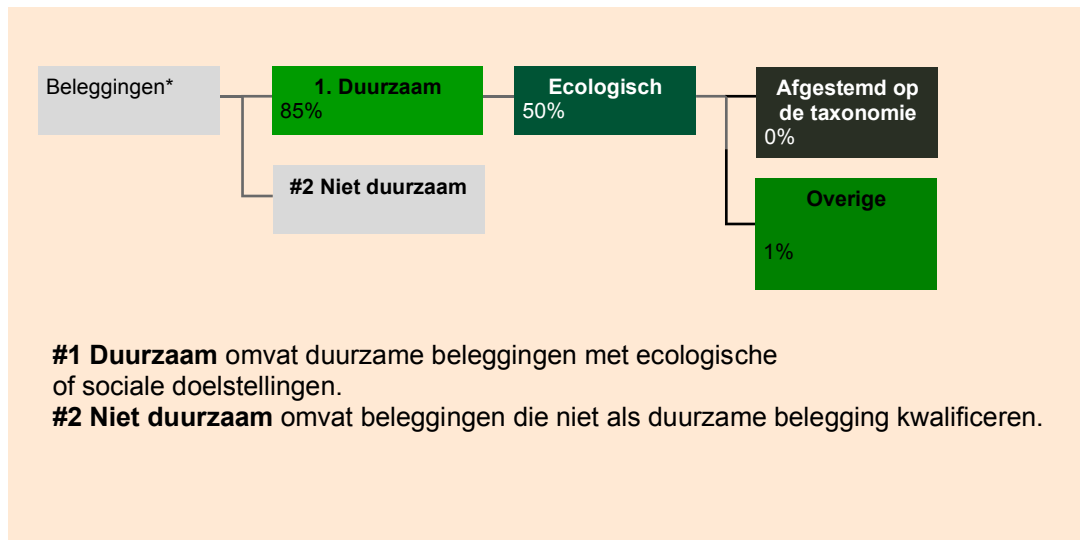 Beleggingen*
1. Duurzaam
85%
Ecologisch
50%
Afgestemd op
de taxonomie
0%
#2 Niet duurzaam
Overige
1%
#1 Duurzaam omvat duurzame beleggingen met ecologische
of sociale doelstellingen.
#2 Niet duurzaam omvat beleggingen die niet als duurzame belegging kwalificeren.